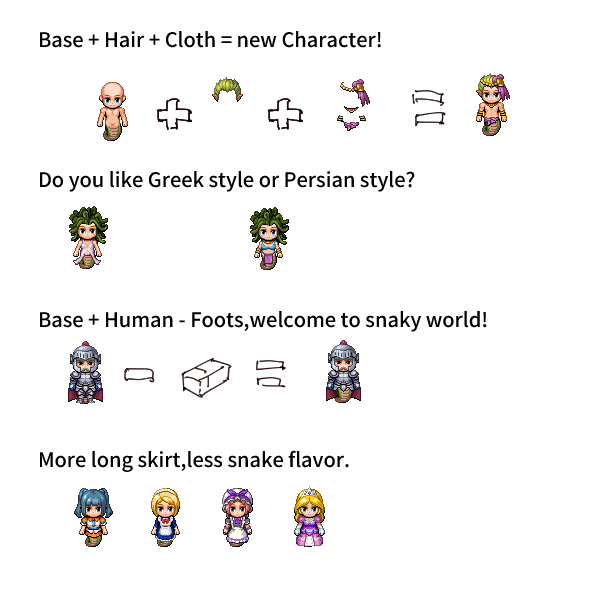 Base + Hair + Cloth = new Character!
Do you like Greek style or Persian style?
Base + Human - Foots,welcome to snaky world!
More long skirt,less snake flavor.